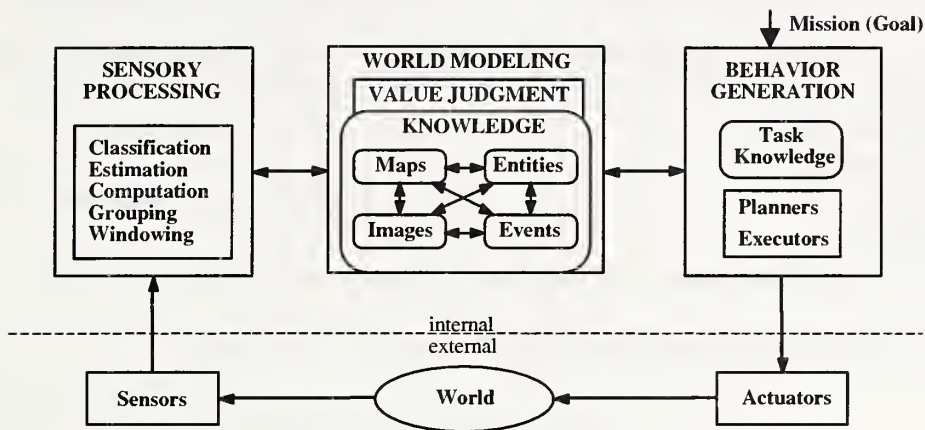 Mission (Goal)
SENSORY
PROCESSING
Classification
Estimation
Computation
Grouping
Windowing
WORLD MODELING
VALUE JUDGMENT
KNOWLEDGE
Maps
Entities
Images
Events
BEHAVIOR
GENERATION
Task
Knowledge
Planners
Executors
internal
external
Sensors
World
Actuators